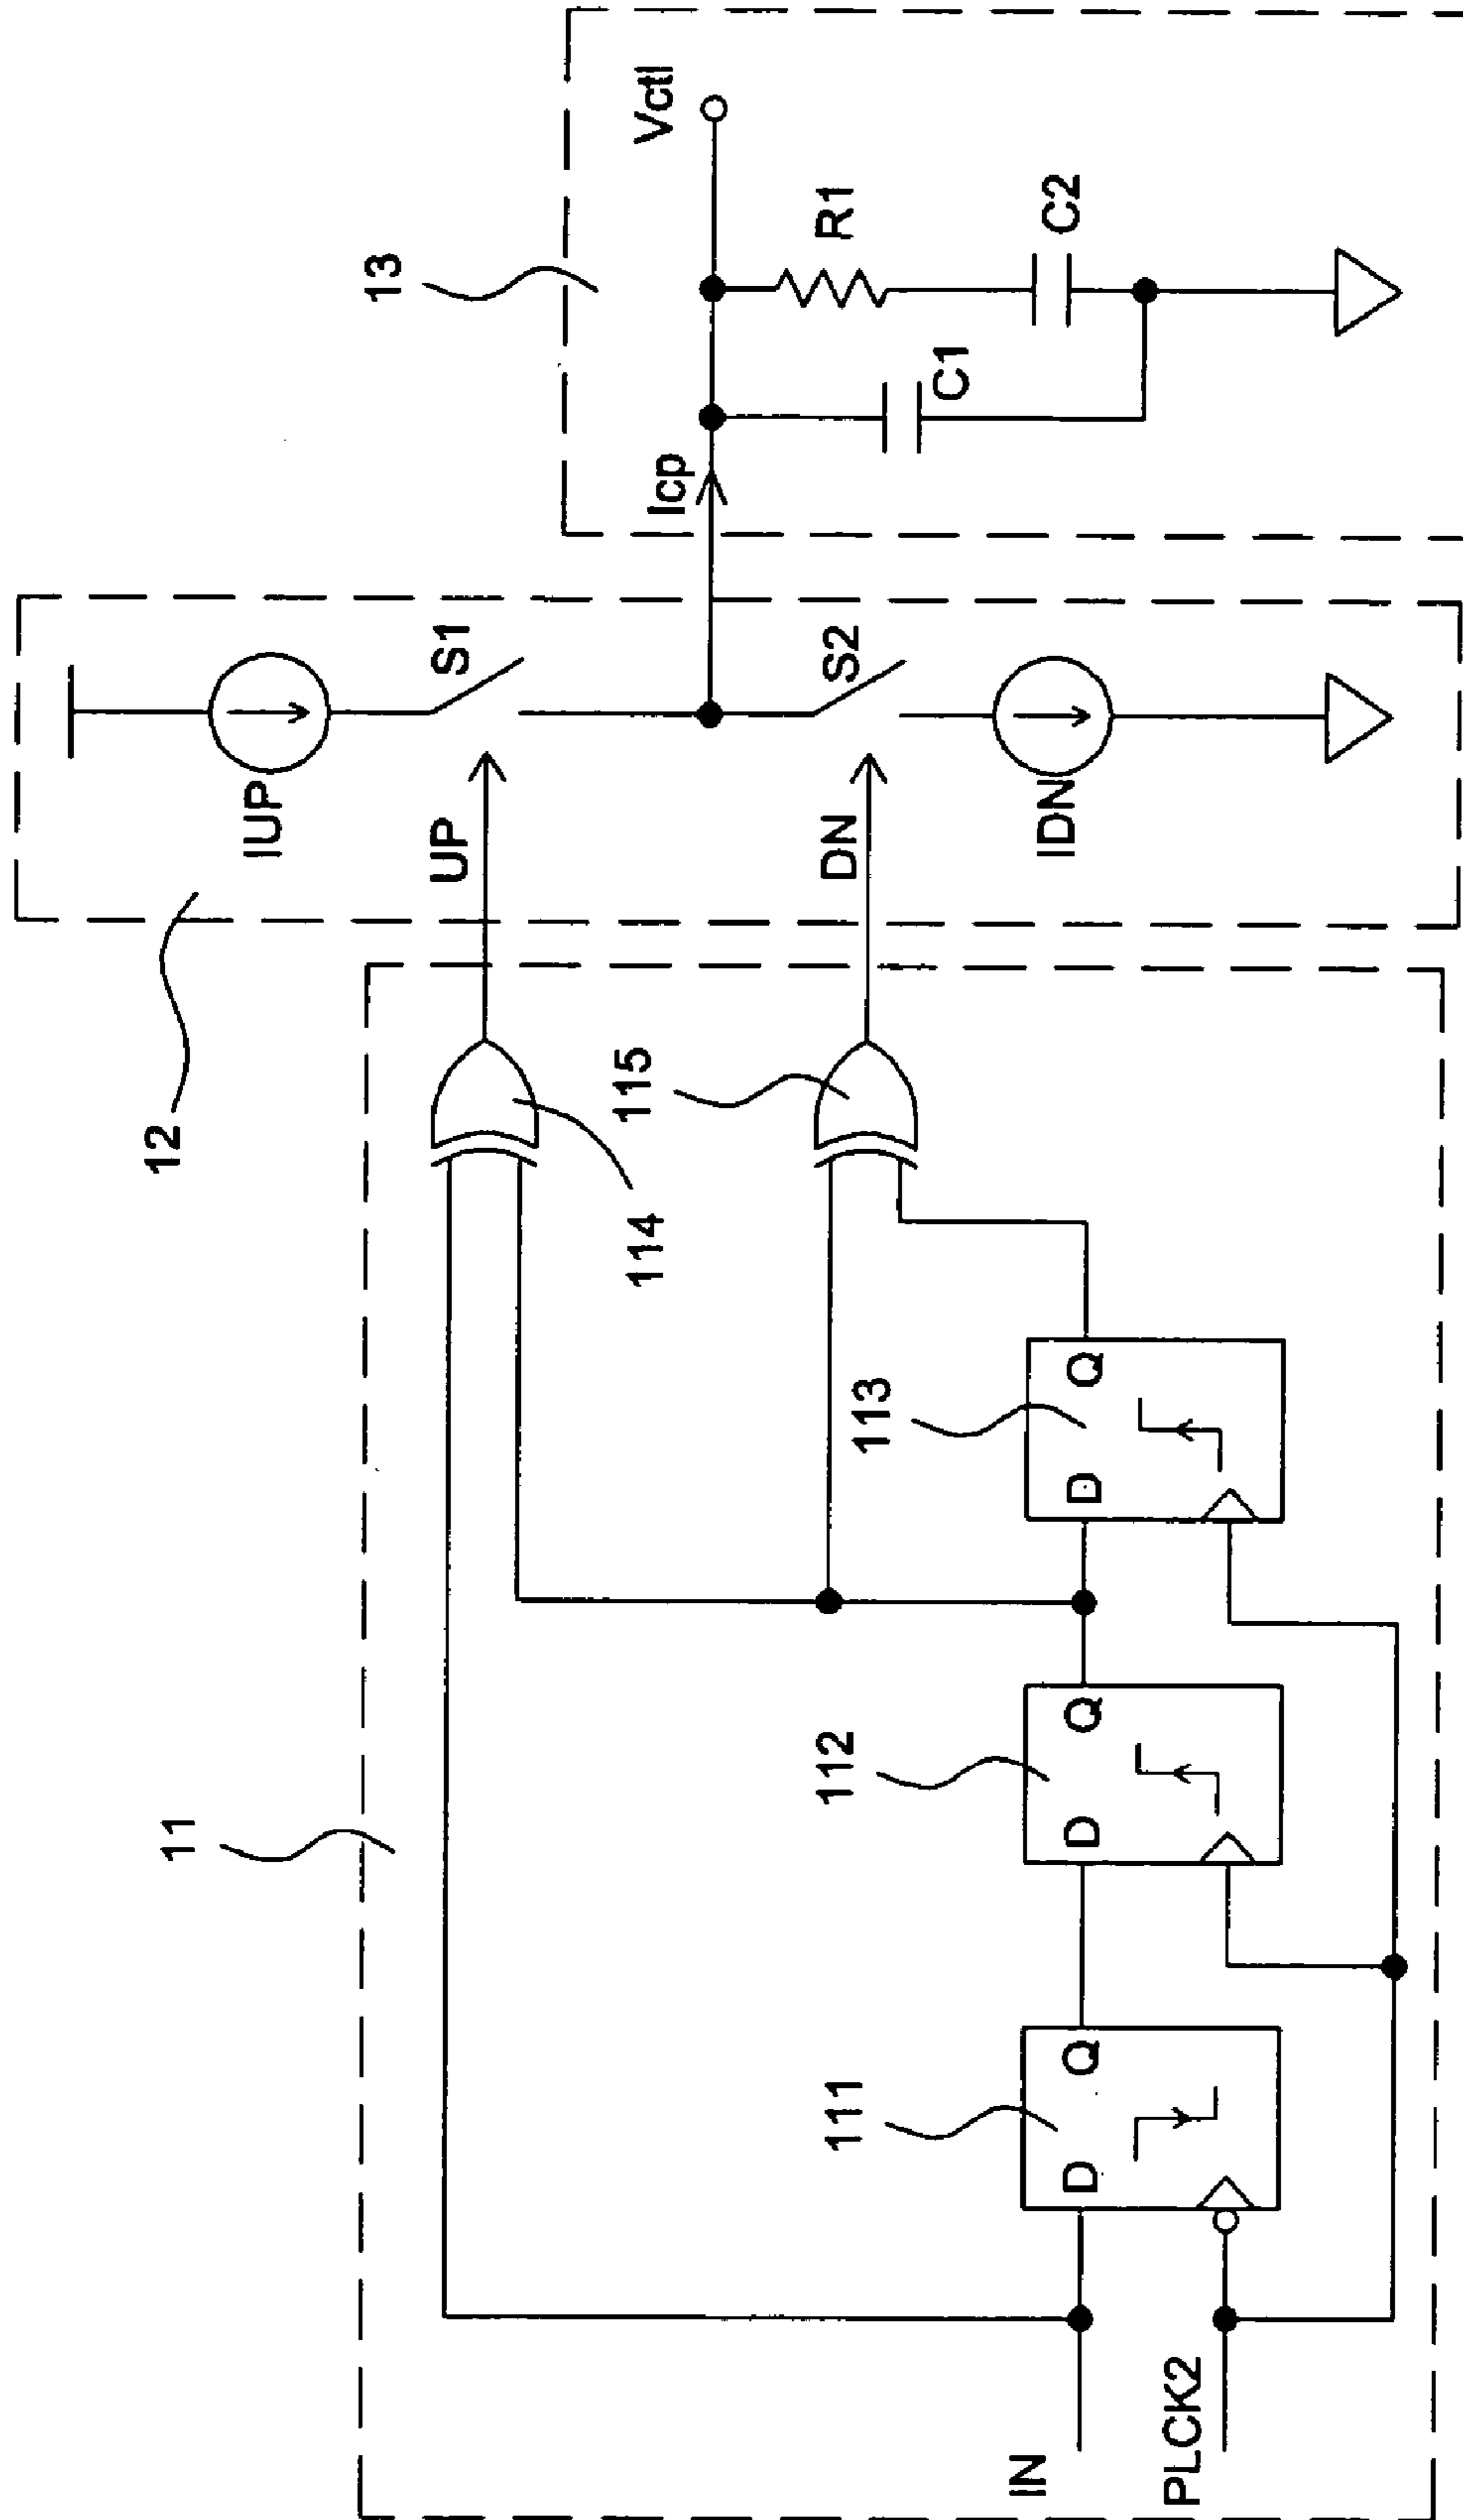 11
12
13
IN
PLCK2
D
Q
111
D
Q
112
D
Q
113
114
115
UP
DN
IUP
S1
S2
IDN
Icp
Vctl
C1
R1
C2